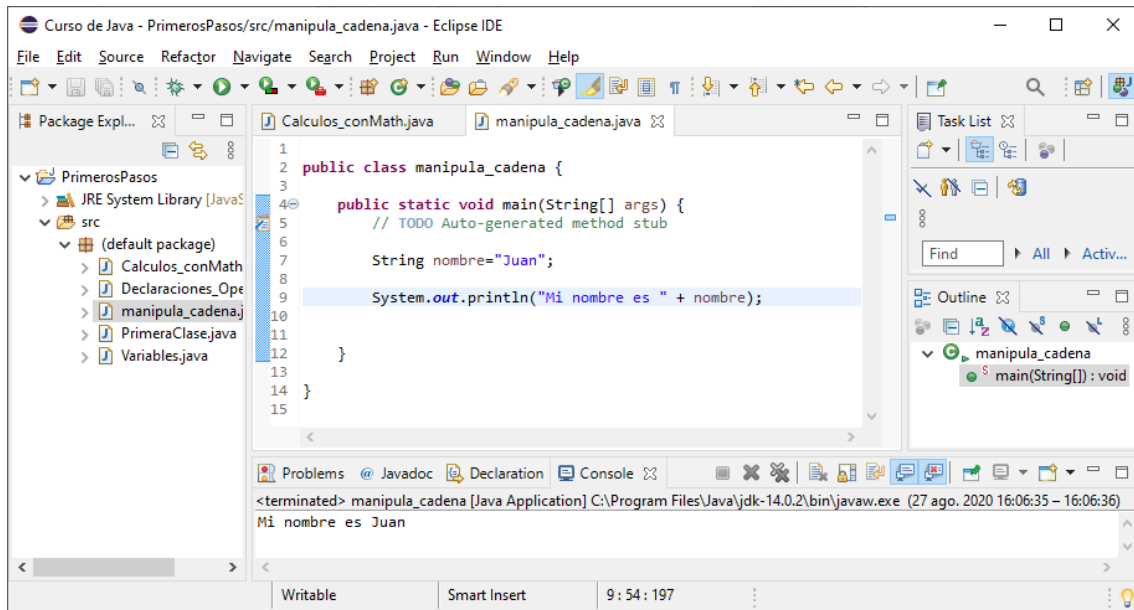 Curso de Java - PrimerosPasos/src/manipula_cadena.java - Eclipse IDE
File Edit Source Refactor Navigate Search Project Run Window Help
Package Expl...
PrimerosPasos
JRE System Library [JavaS
src
(default package)
Calculos_conMath
Declaraciones_Ope
manipula_cadena.j
PrimeraClase.java
Variables.java
Calculos_conMath.java manipula_cadena.java
1
2 public class manipula_cadena {
3
4 public static void main(String[] args) {
5 // TODO Auto-generated method stub
6
7 String nombre="Juan";
8
9 System.out.println("Mi nombre es " + nombre);
10
11
12 }
13
14 }
15
Task List
Find All Activ...
Outline
manipula_cadena
main(String[]) : void
Problems @ Javadoc Declaration Console
<terminated> manipula_cadena [Java Application] C:\Program Files\Java\jdk-14.0.2\bin\javaw.exe (27 ago. 2020 16:06:35 – 16:06:36)
Mi nombre es Juan
Writable Smart Insert 9 : 54 : 197